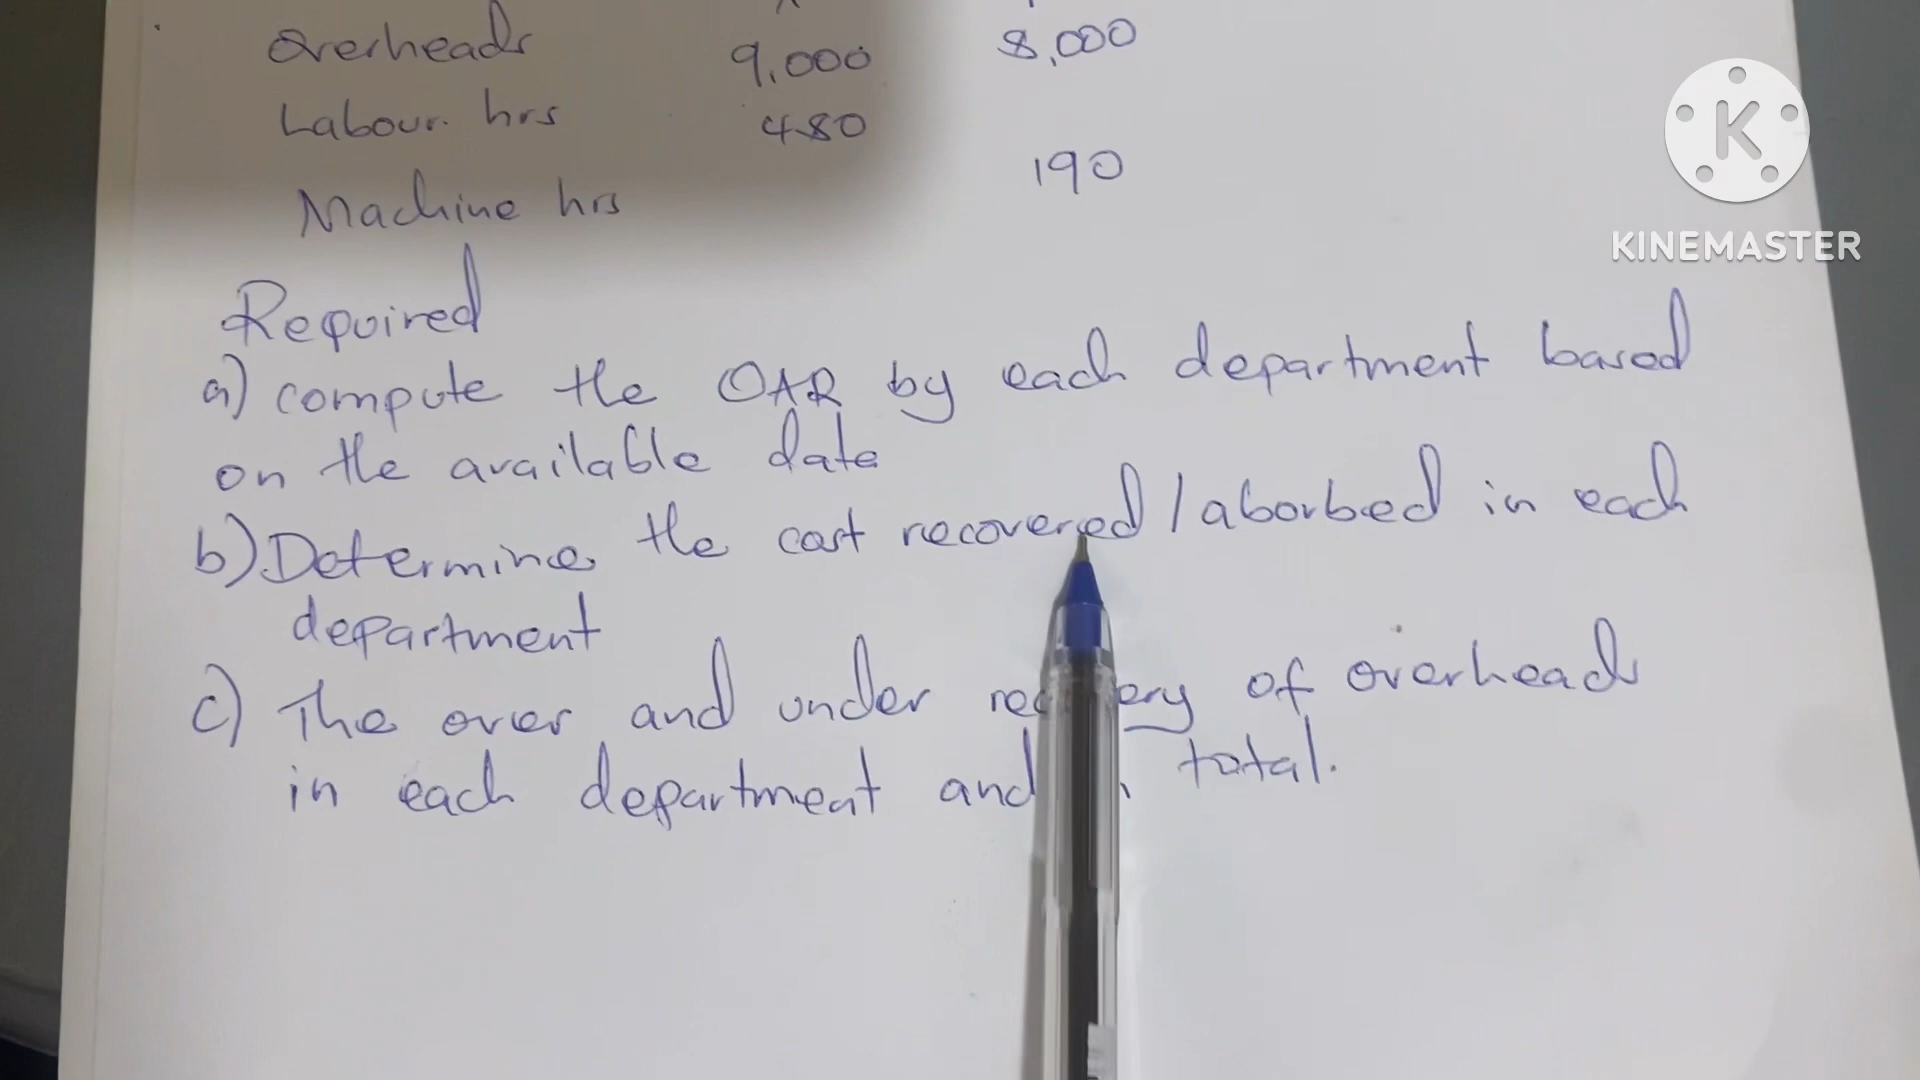 Overheads 9,000 8,000
Labour. hrs 480
190
Machine hrs
Required
a) compute the OAR by each department based
on the available date
b) Determine the cost recovered / aborbed in each
department
c) The over and under ery of overheads
in each department and total.
K
KINEMASTER